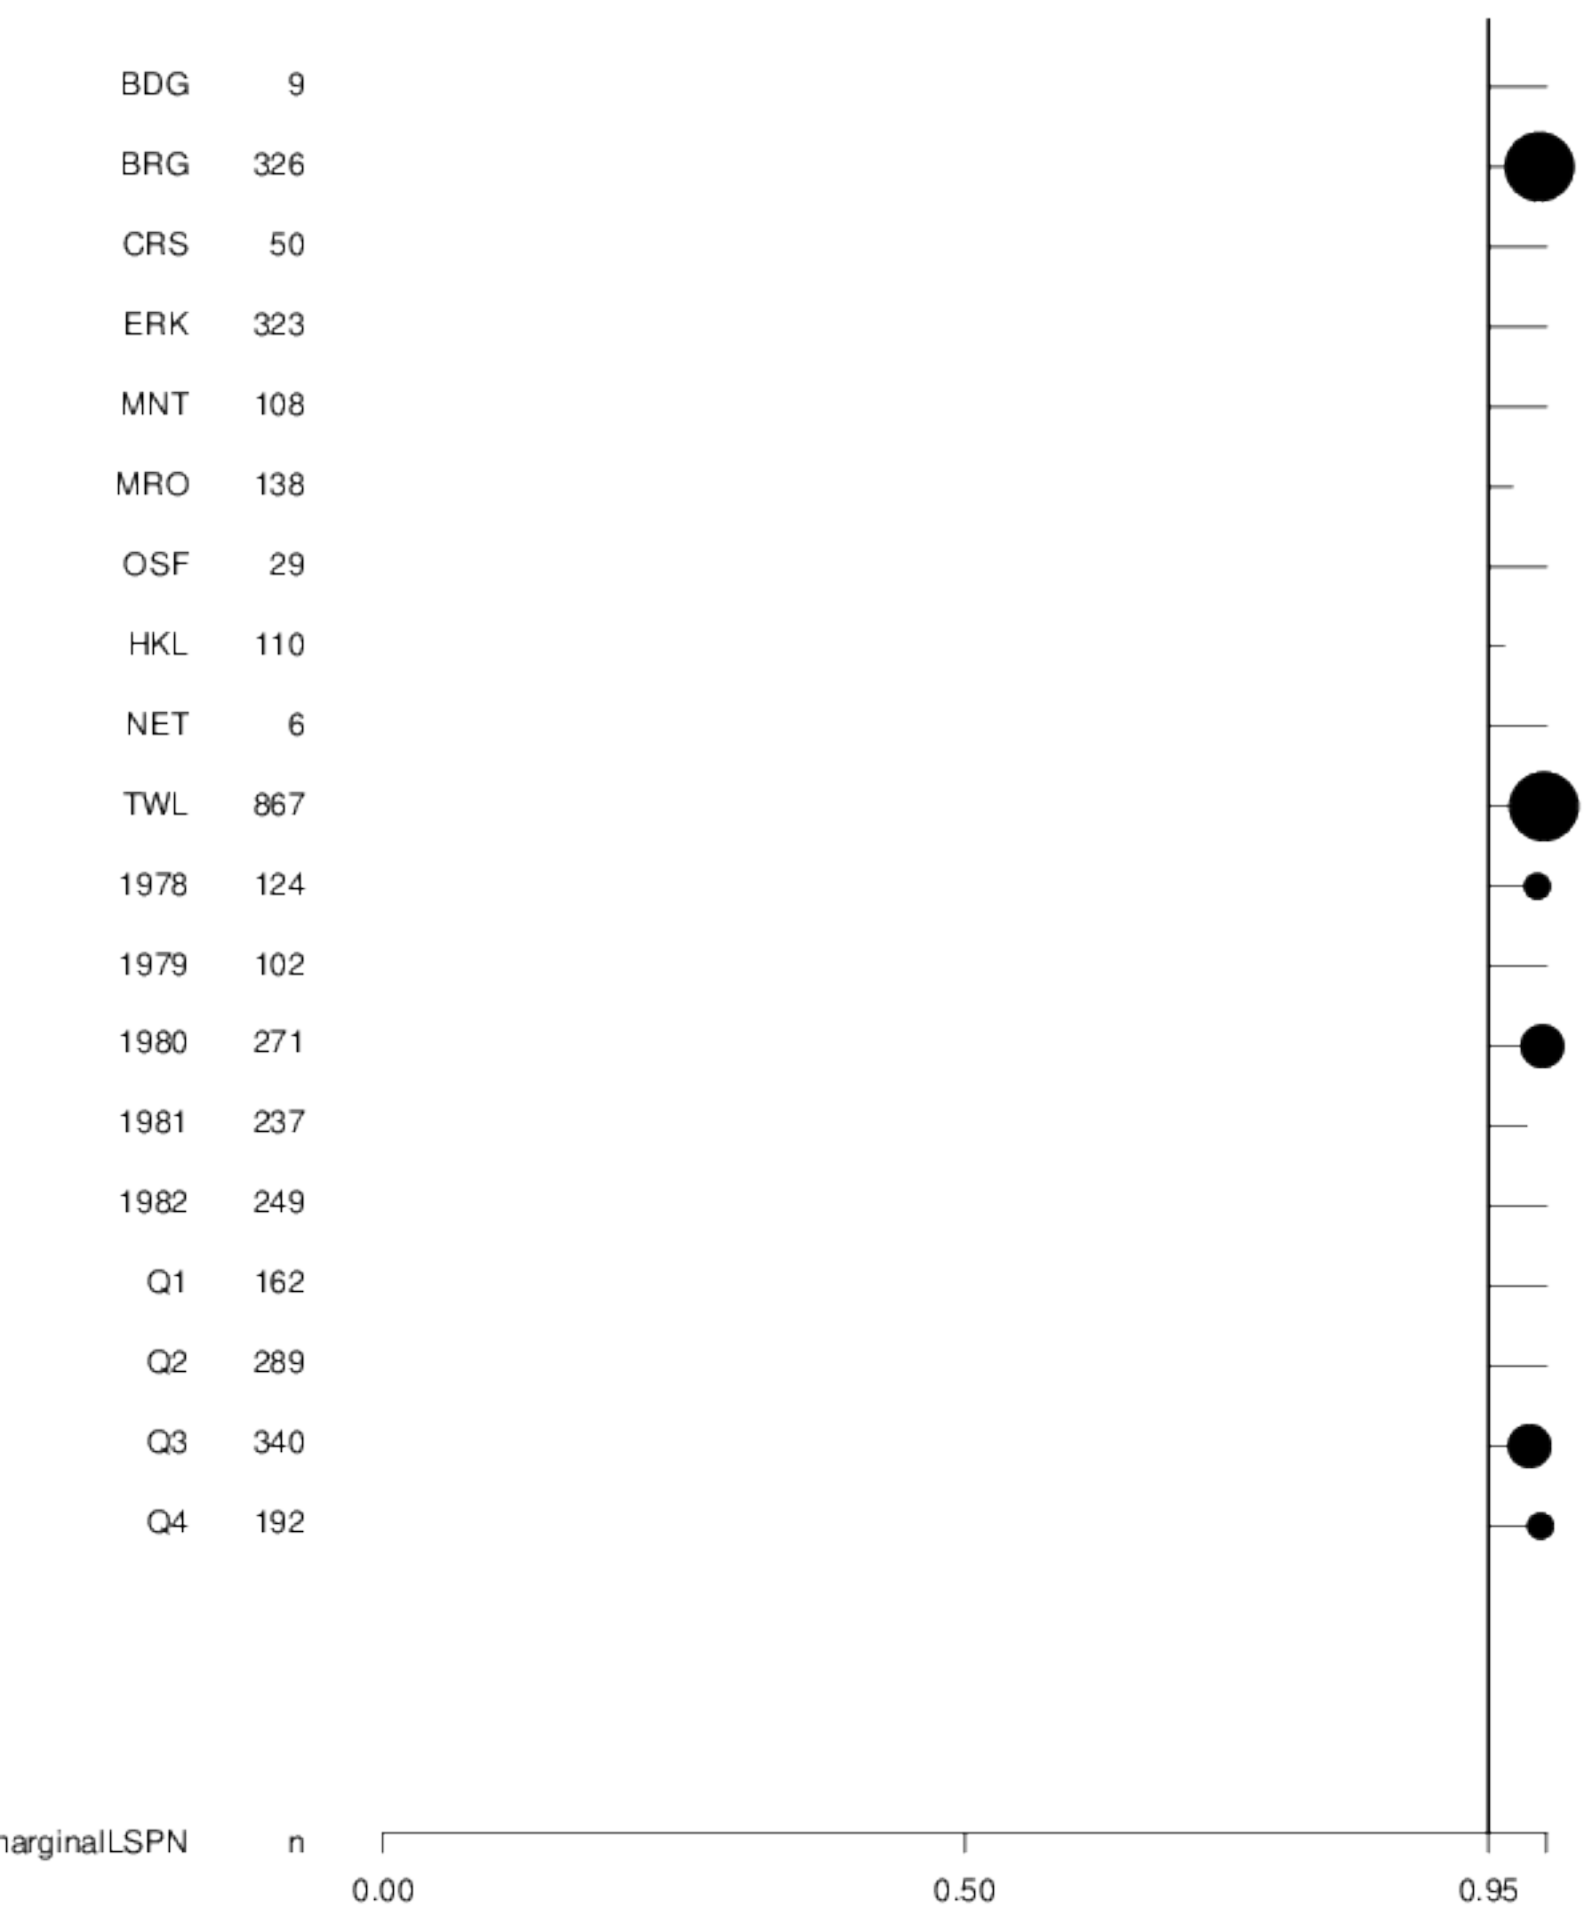 BDG 9
BRG 326
CRS 50
ERK 323
MNT 108
MRO 138
OSF 29
HKL 110
NET 6
TWL 867
1978 124
1979 102
1980 271
1981 237
1982 249
Q1 162
Q2 289
Q3 340
Q4 192
arginalLSPN n
0.00 0.50 0.95